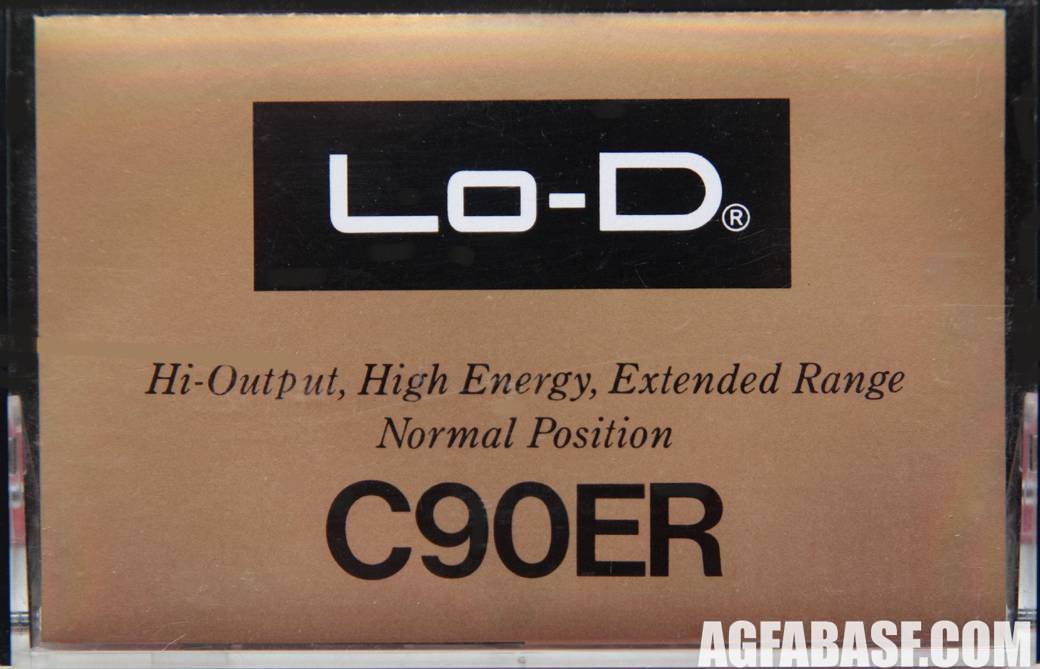 Lo-D®
Hi-Output, High Energy, Extended Range
Normal Position
C90ER
AGFABASF.COM